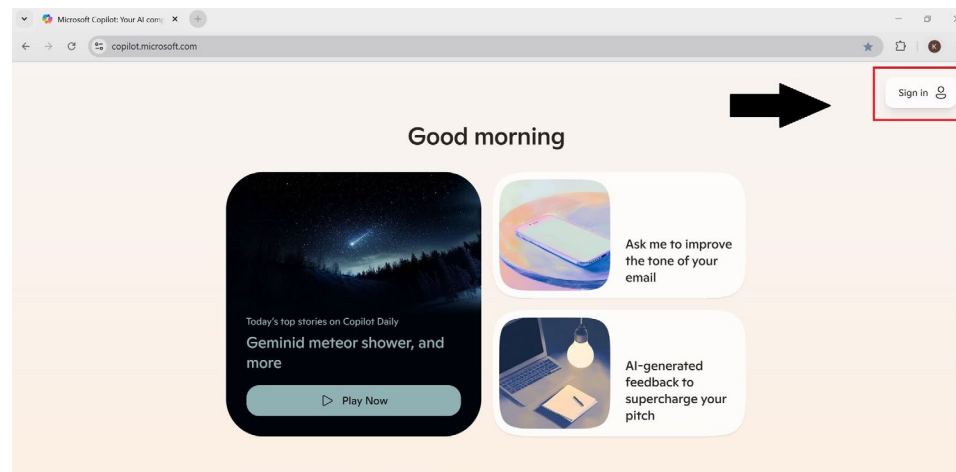 Microsoft Copilot: Your AI com
copilot.microsoft.com
K
Sign in
Good morning
Today's top stories on Copilot Daily
Geminid meteor shower, and
more
Play Now
Ask me to improve
the tone of your
email
AI-generated
feedback to
supercharge your
pitch